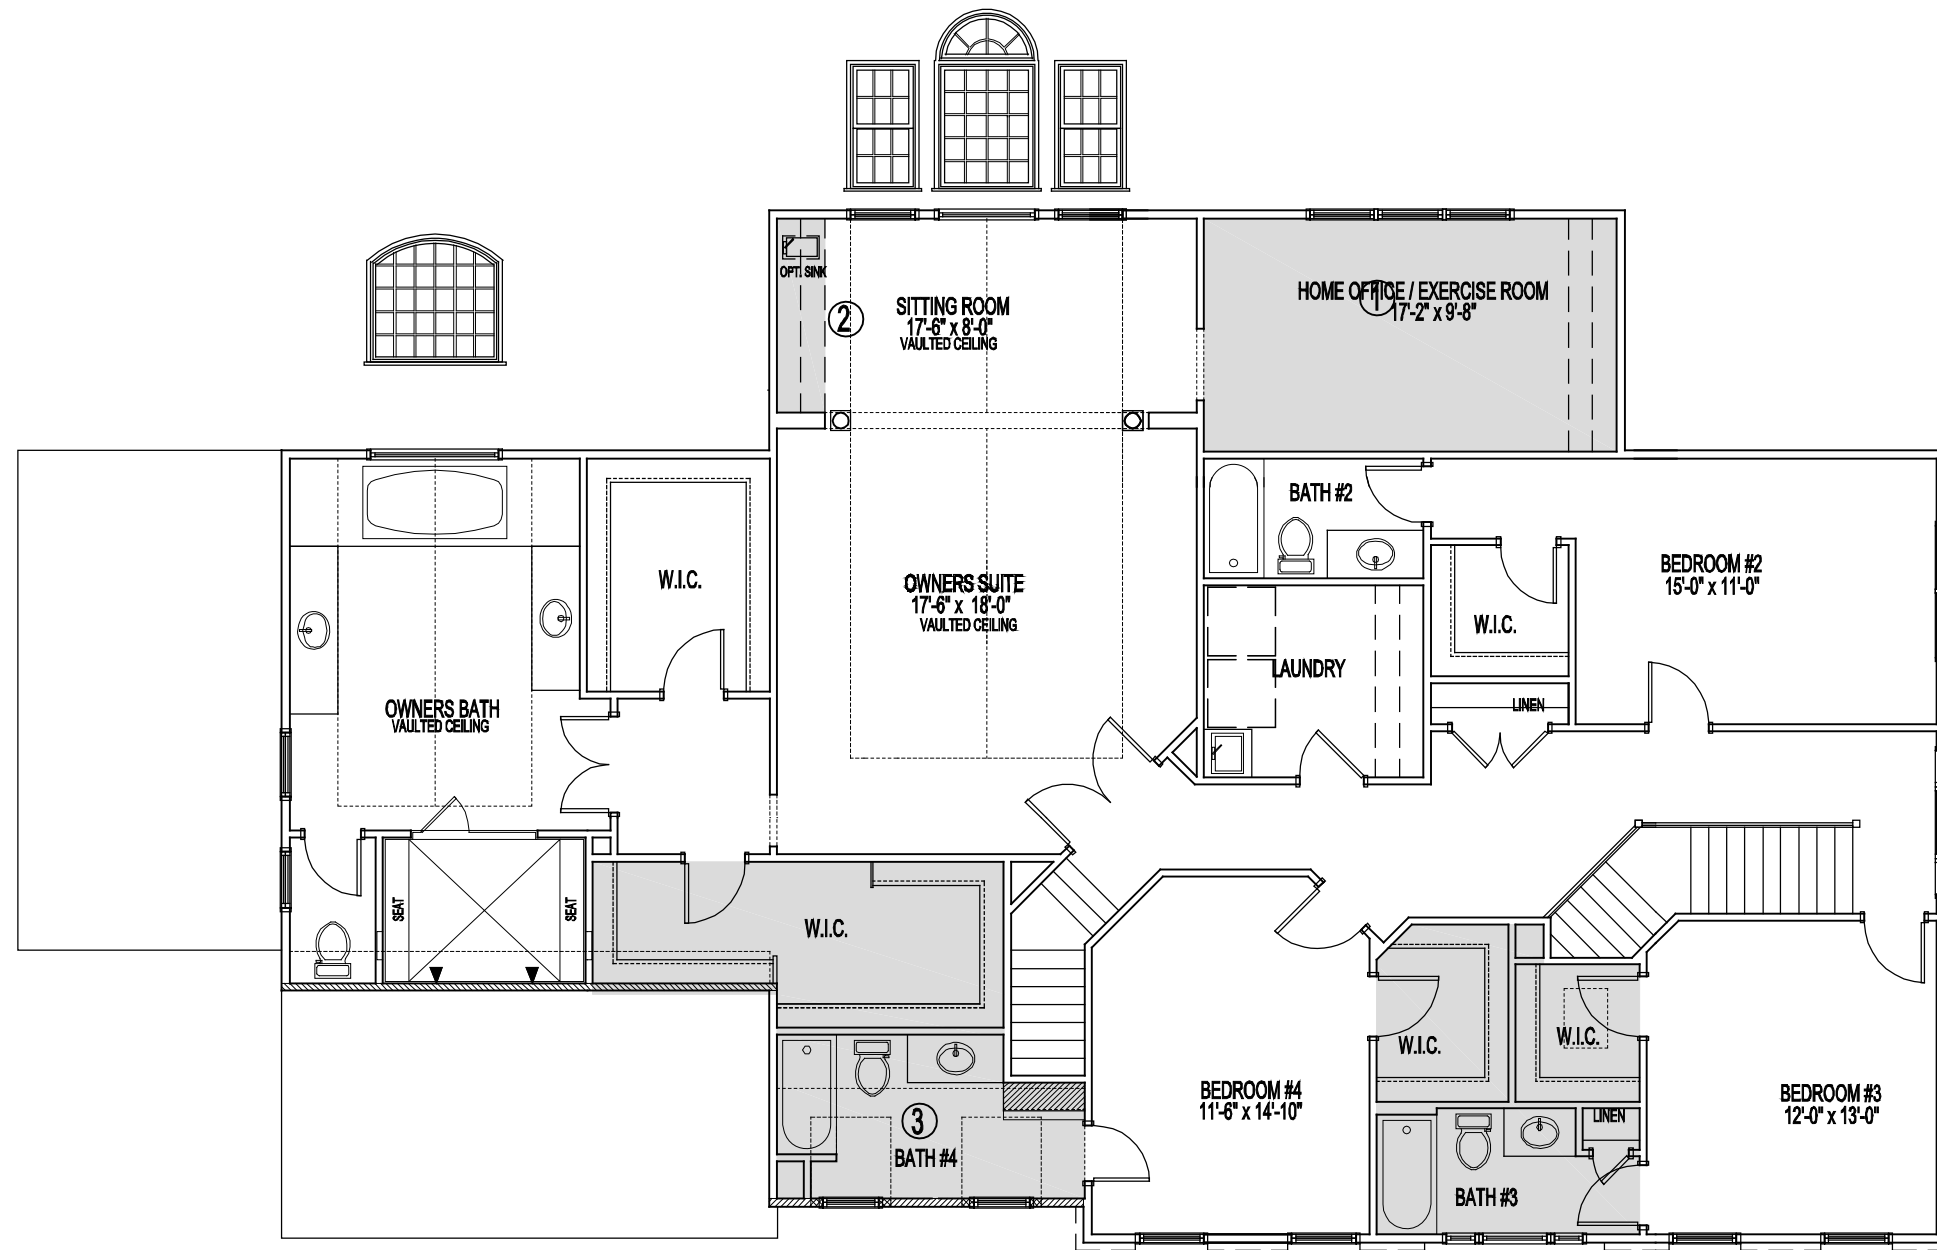 OPT. SINK
2
SITTING ROOM
17'-6" x 8'-0"
VAULTED CEILING
HOME OFFICE / EXERCISE ROOM
1
17'-2" x 9'-8"
BATH #2
W.I.C.
OWNERS SUITE
17'-6" x 18'-0"
VAULTED CEILING
BEDROOM #2
15'-0" x 11'-0"
W.I.C.
LAUNDRY
LINEN
OWNERS BATH
VAULTED CEILING
SEAT
SEAT
W.I.C.
W.I.C.
W.I.C.
BEDROOM #4
11'-6" x 14'-10"
BEDROOM #3
12'-0" x 13'-0"
LINEN
3
BATH #4
BATH #3